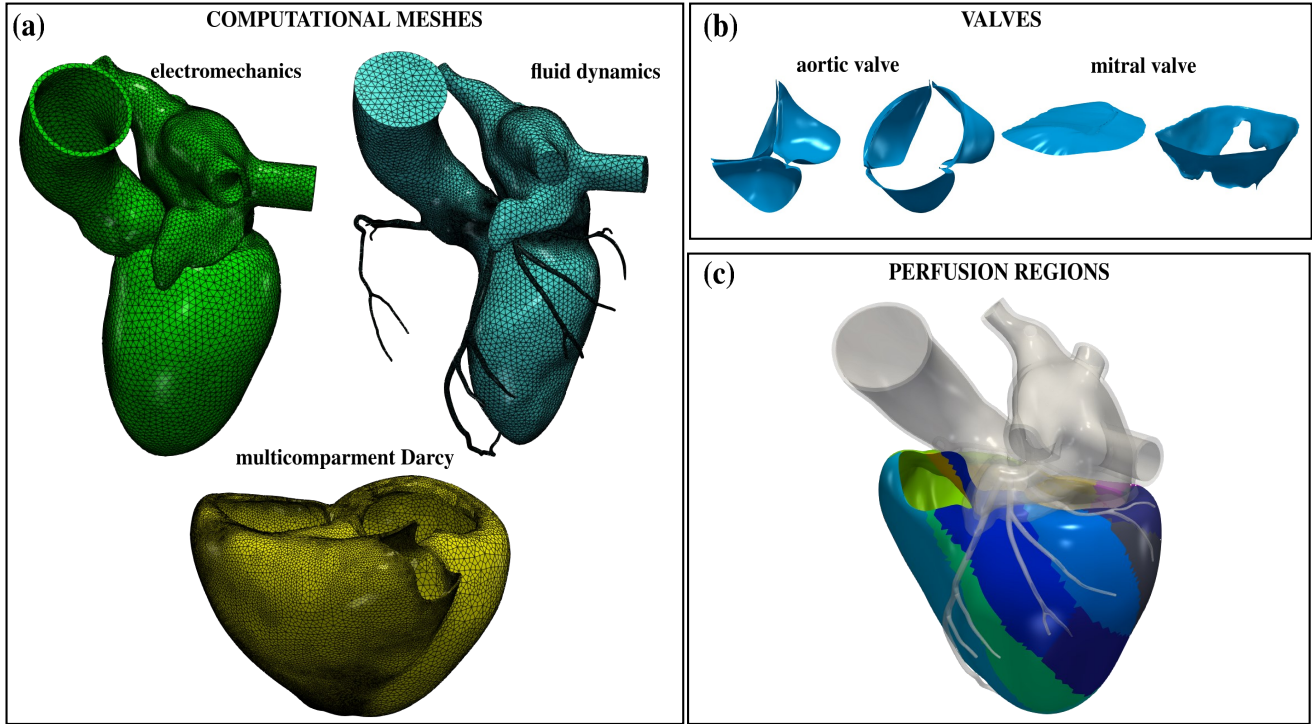 (a)
COMPUTATIONAL MESHES
electromechanics
fluid dynamics
multicomparment Darcy
(b)
VALVES
aortic valve
mitral valve
(c)
PERFUSION REGIONS